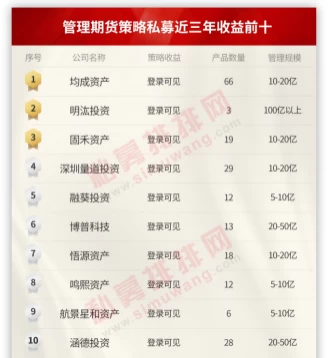 管理期货策略私募近三年收益前十
序号 公司名称 策略收益 产品数量 管理规模
1 均成资产 登录可见 66 10-20亿
2 明汯投资 登录可见 3 100亿以上
3 固禾资产 登录可见 19 10-20亿
4 深圳量道投资 登录可见 29 10-20亿
5 融葵投资 登录可见 12 5-10亿
6 博普科技 登录可见 13 20-50亿
7 悟源资产 登录可见 18 10-20亿
8 鸣熙资产 登录可见 12 5-10亿
9 航景星和资产 登录可见 6 5-10亿
10 涵德投资 登录可见 28 20-50亿
私募排排网
www.simuwang.com
私募排排网
www.simuwang.com